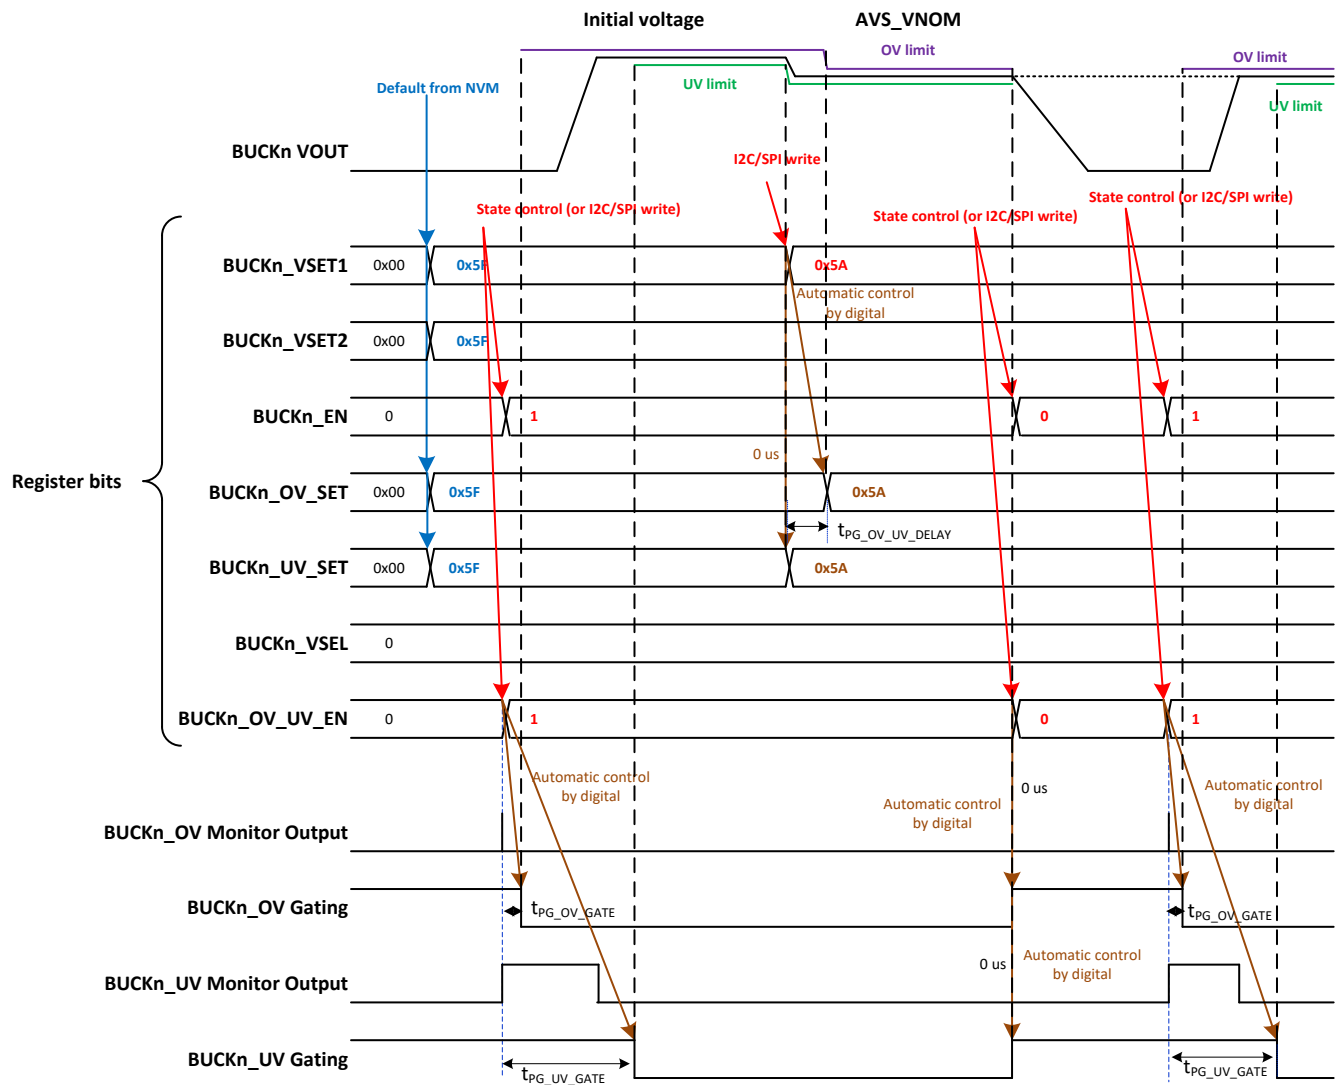 Initial voltage
AVS_VNOM
OV limit
OV limit
UV limit
UV limit
Default from NVM
BUCKn VOUT
I2C/SPI write
State control (or I2C/SPI write)
State control (or I2C/SPI write)
State control (or I2C/SPI write)
BUCKn_VSET1
0x00
0x5F
0x5A
Automatic control
by digital
BUCKn_VSET2
0x00
0x5F
BUCKn_EN
0
1
0
1
0 us
Register bits
BUCKn_OV_SET
0x00
0x5F
0x5A
tPG_OV_UV_DELAY
BUCKn_UV_SET
0x00
0x5F
0x5A
BUCKn_VSEL
0
BUCKn_OV_UV_EN
0
1
0
1
Automatic control
by digital
0 us
Automatic control
by digital
Automatic control
by digital
BUCKn_OV Monitor Output
BUCKn_OV Gating
tPG_OV_GATE
tPG_OV_GATE
0 us
Automatic control
by digital
BUCKn_UV Monitor Output
BUCKn_UV Gating
tPG_UV_GATE
tPG_UV_GATE